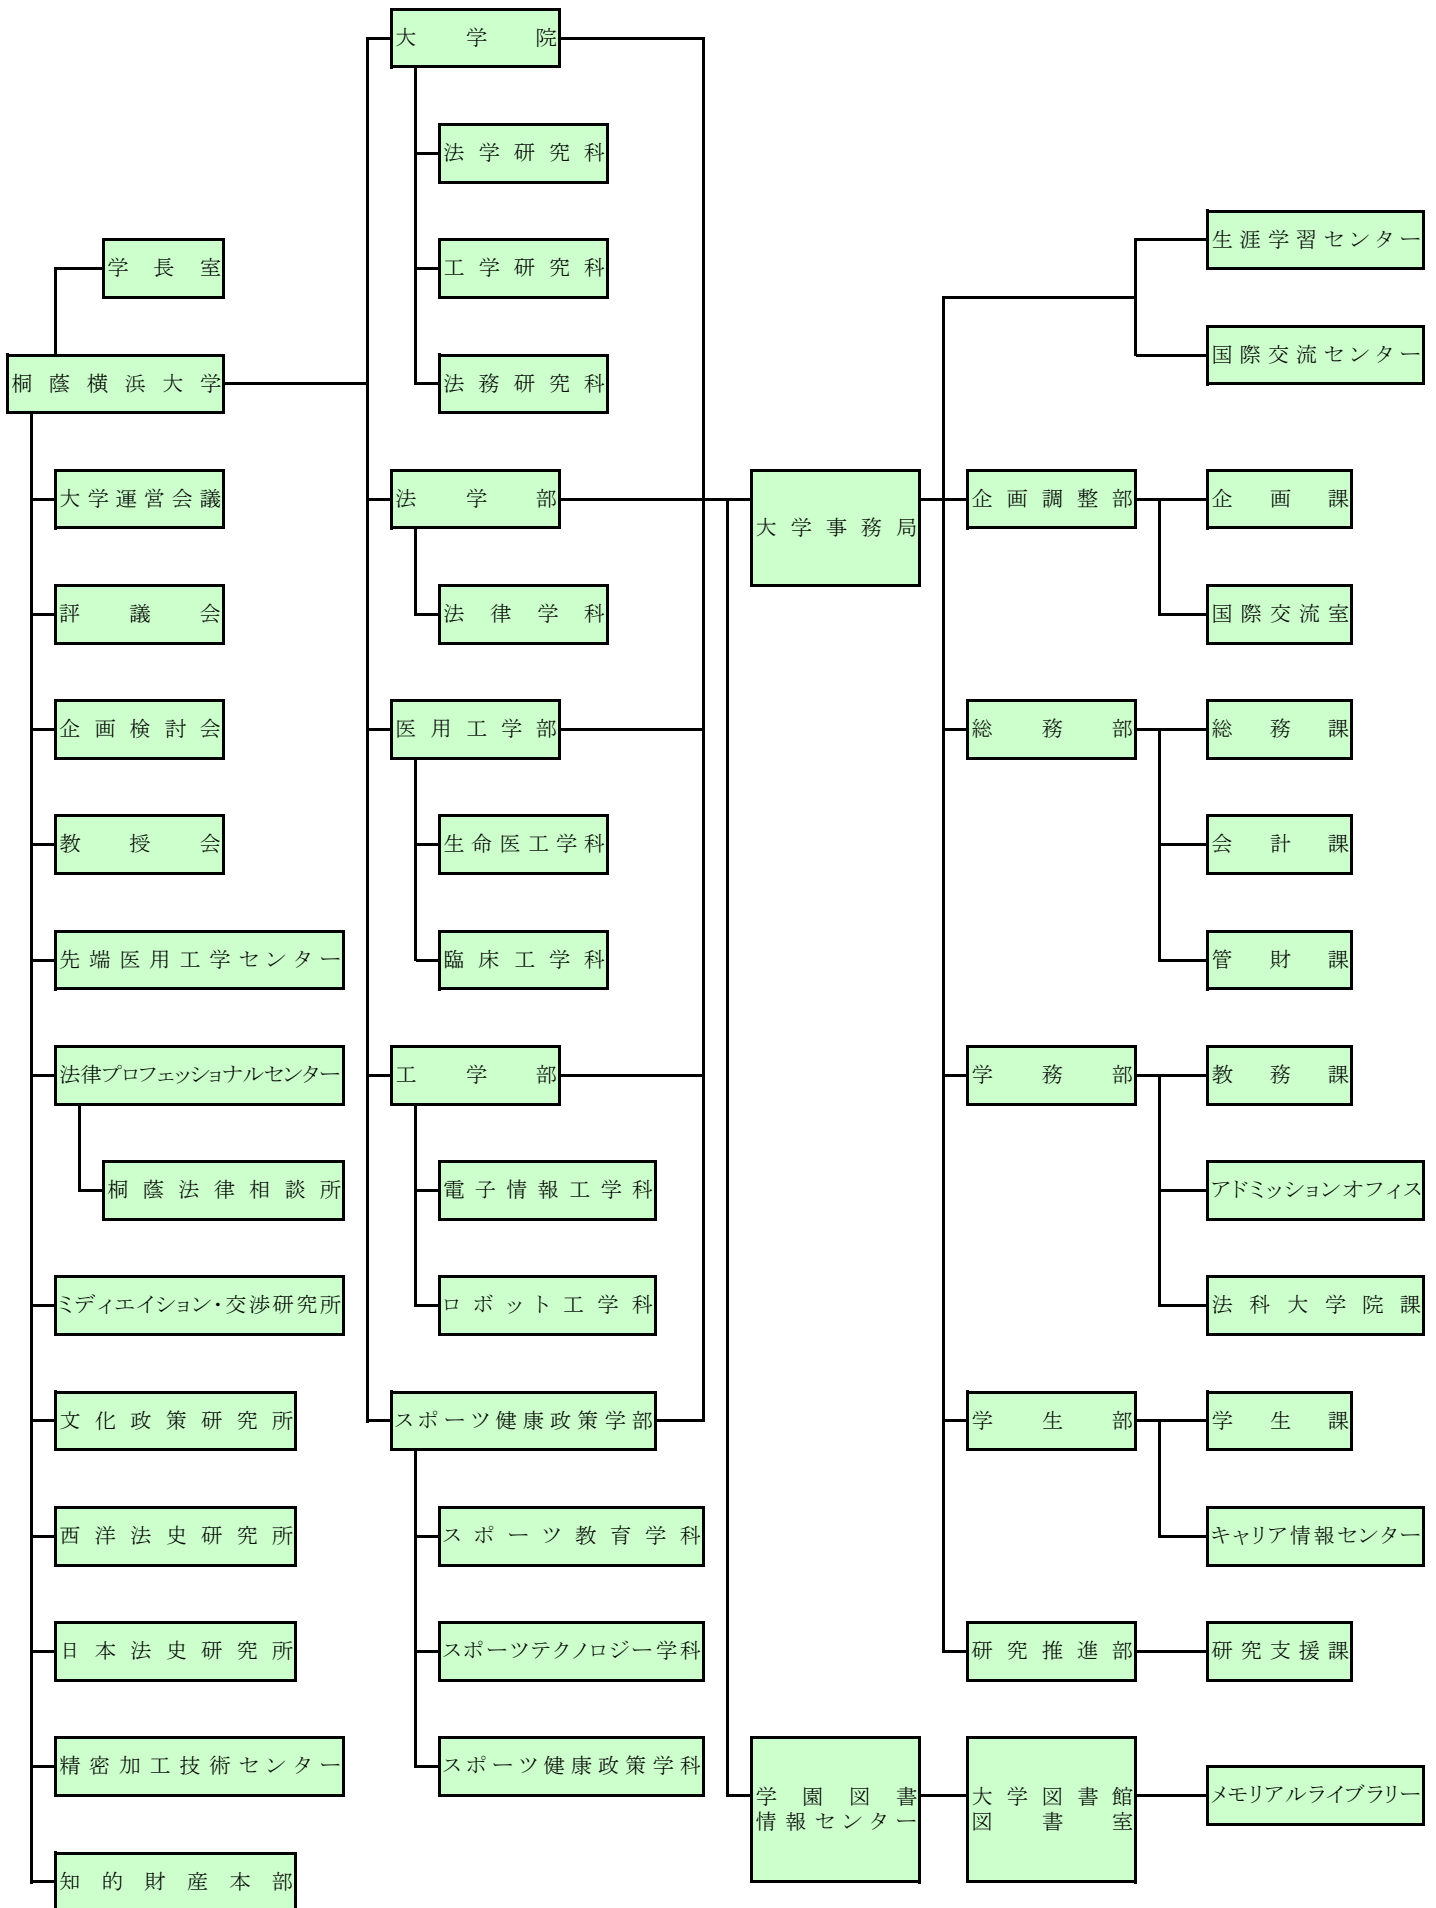 学長室
桐蔭横浜大学
大学運営会議
評議会
企画検討会
教授会
先端医用工学センター
法律プロフェッショナルセンター
桐蔭法律相談所
ミディエイション・交渉研究所
文化政策研究所
西洋法史研究所
日本法史研究所
精密加工技術センター
知的財産本部
大学院
法学研究科
工学研究科
法務研究科
法学部
法律学科
医用工学部
生命医工学科
臨床工学科
工学部
電子情報工学科
ロボット工学科
スポーツ健康政策学部
スポーツ教育学科
スポーツテクノロジー学科
スポーツ健康政策学科
大学事務局
生涯学習センター
国際交流センター
企画調整部
企画課
国際交流室
総務部
総務課
会計課
管財課
学務部
教務課
アドミッションオフィス
法科大学院課
学生部
学生課
キャリア情報センター
研究推進部
研究支援課
学園図書
情報センター
大学図書館
図書室
メモリアルライブラリー